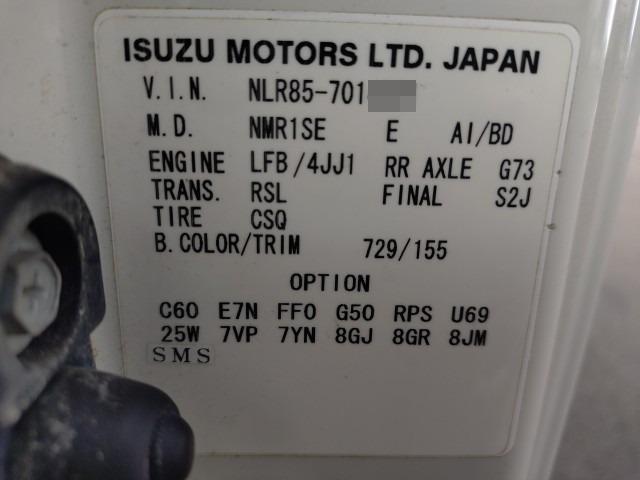 ISUZU MOTORS LTD. JAPAN
V.I.N. NLR85-701
M.D. NMR1SE E AI/BD
ENGINE LFB/4JJ1 RR AXLE G73
TRANS. RSL FINAL S2J
TIRE CSQ
B.COLOR/TRIM 729/155
OPTION
C60 E7N FF0 G50 RPS U69
25W 7VP 7YN 8GJ 8GR 8JM
SMS